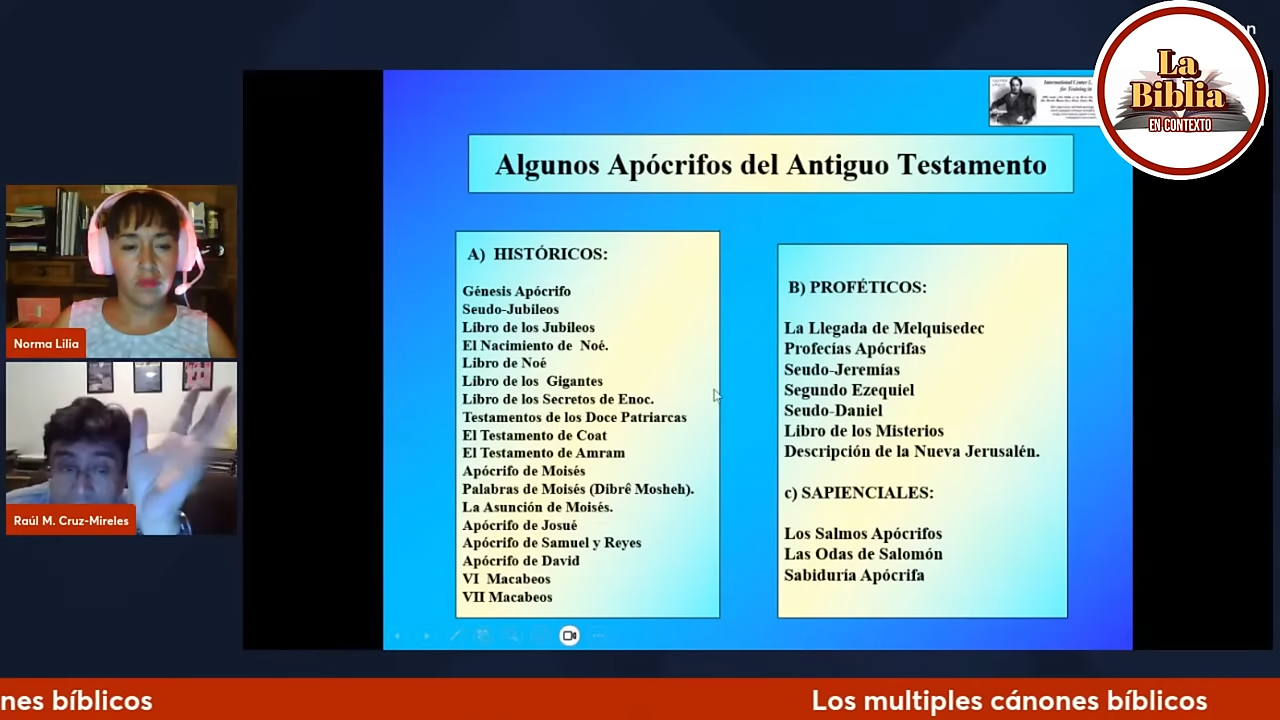 La
Biblia
EN CONTEXTO
Algunos Apócrifos del Antiguo Testamento
A) HISTÓRICOS:
Génesis Apócrifo
Seudo-Jubileos
Libro de los Jubileos
El Nacimiento de Noé.
Libro de Noé
Libro de los Gigantes
Libro de los Secretos de Enoc.
Testamentos de los Doce Patriarcas
El Testamento de Coat
El Testamento de Amram
Apócrifo de Moisés
Palabras de Moisés (Dibrê Mosheh).
La Asunción de Moisés.
Apócrifo de Josué
Apócrifo de Samuel y Reyes
Apócrifo de David
VI Macabeos
VII Macabeos
B) PROFÉTICOS:
La Llegada de Melquisedec
Profecías Apócrifas
Seudo-Jeremías
Segundo Ezequiel
Seudo-Daniel
Libro de los Misterios
Descripción de la Nueva Jerusalén.
c) SAPIENCIALES:
Los Salmos Apócrifos
Las Odas de Salomón
Sabiduría Apócrifa
Norma Lilia
Raúl M. Cruz-Mireles
nes bíblicos
Los multiples cánones bíblicos